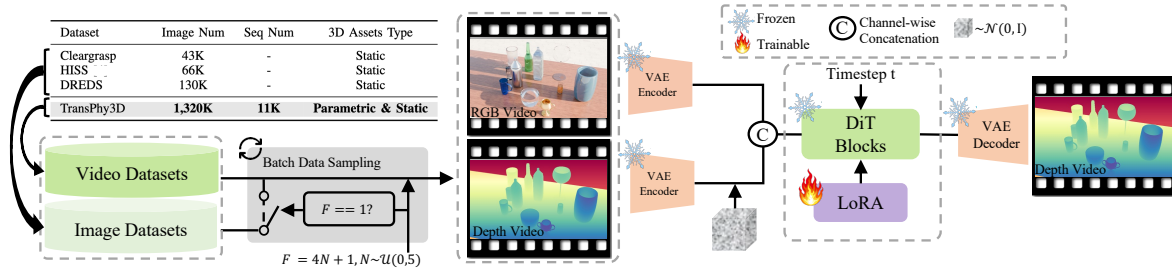 Dataset Image Num Seq Num 3D Assets Type
Cleargrasp 43K - Static
HISS 66K - Static
DREDS 130K - Static
TransPhy3D 1,320K 11K Parametric & Static
Video Datasets
Image Datasets
Batch Data Sampling
F == 1?
F = 4N + 1, N~𝒰(0,5)
RGB Video
Depth Video
VAE
Encoder
VAE
Encoder
Frozen
Trainable
C
Channel-wise
Concatenation
~𝒩(0, I)
C
Timestep t
DiT
Blocks
LoRA
VAE
Decoder
Depth Video